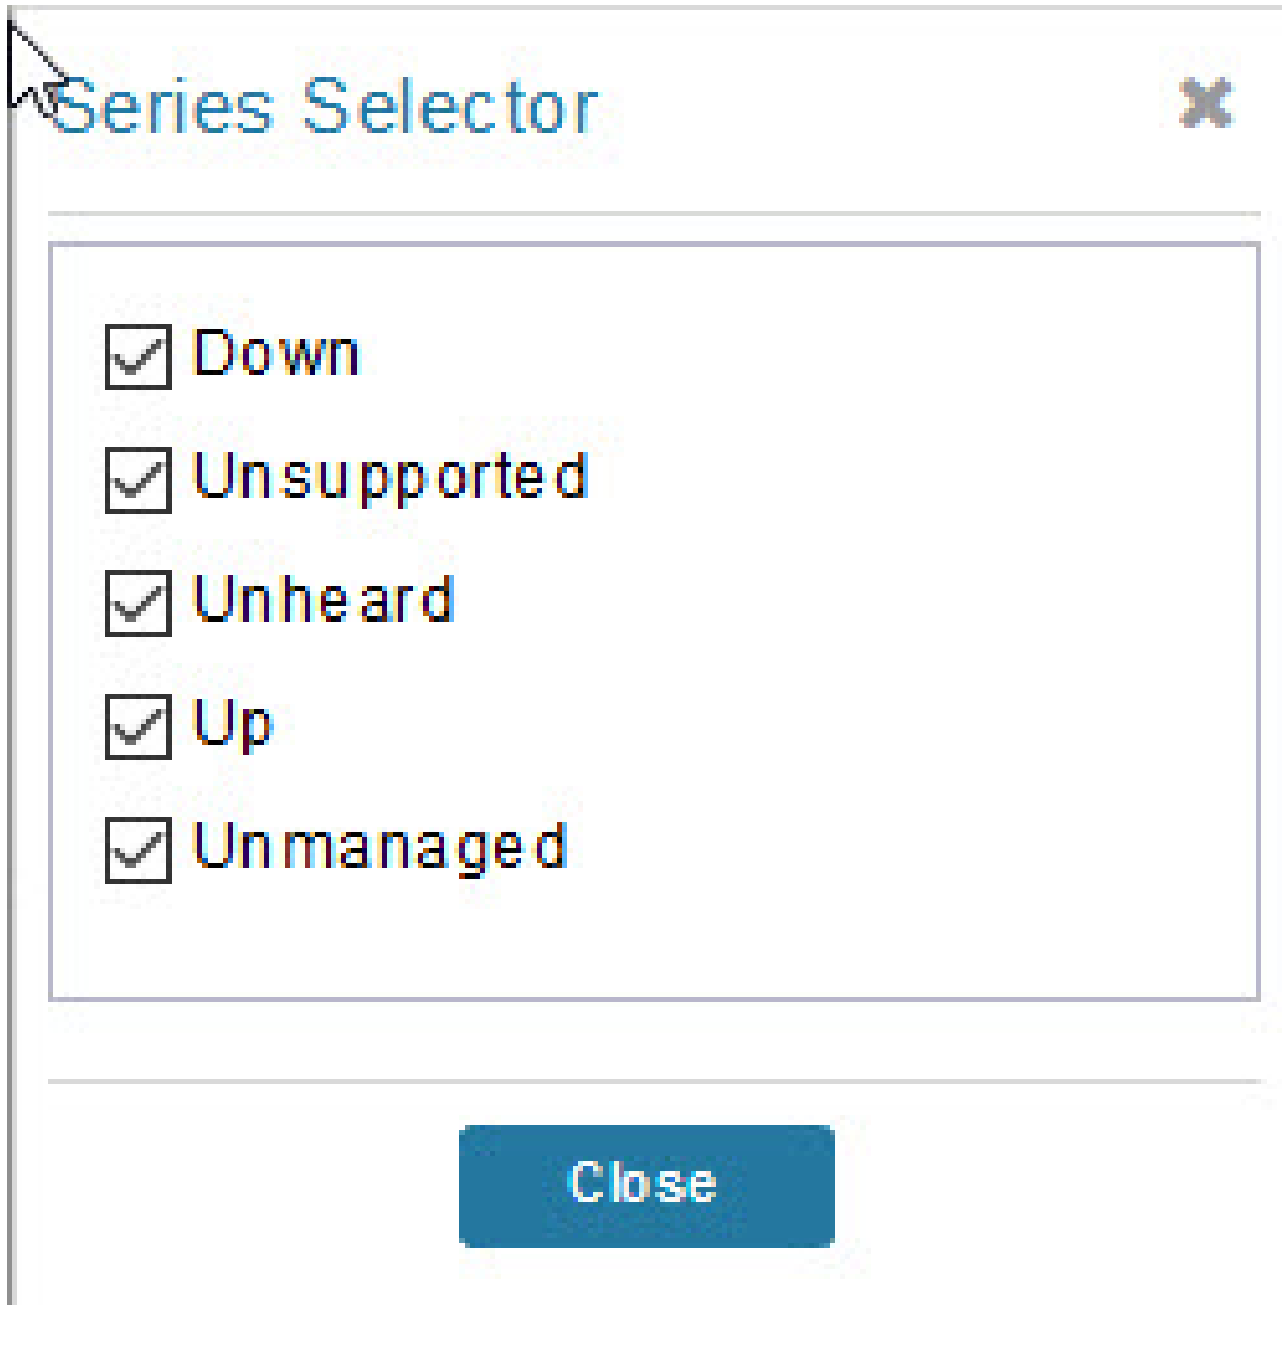 Series Selector
Down
Unsupported
Unheard
Up
Unmanaged
Close